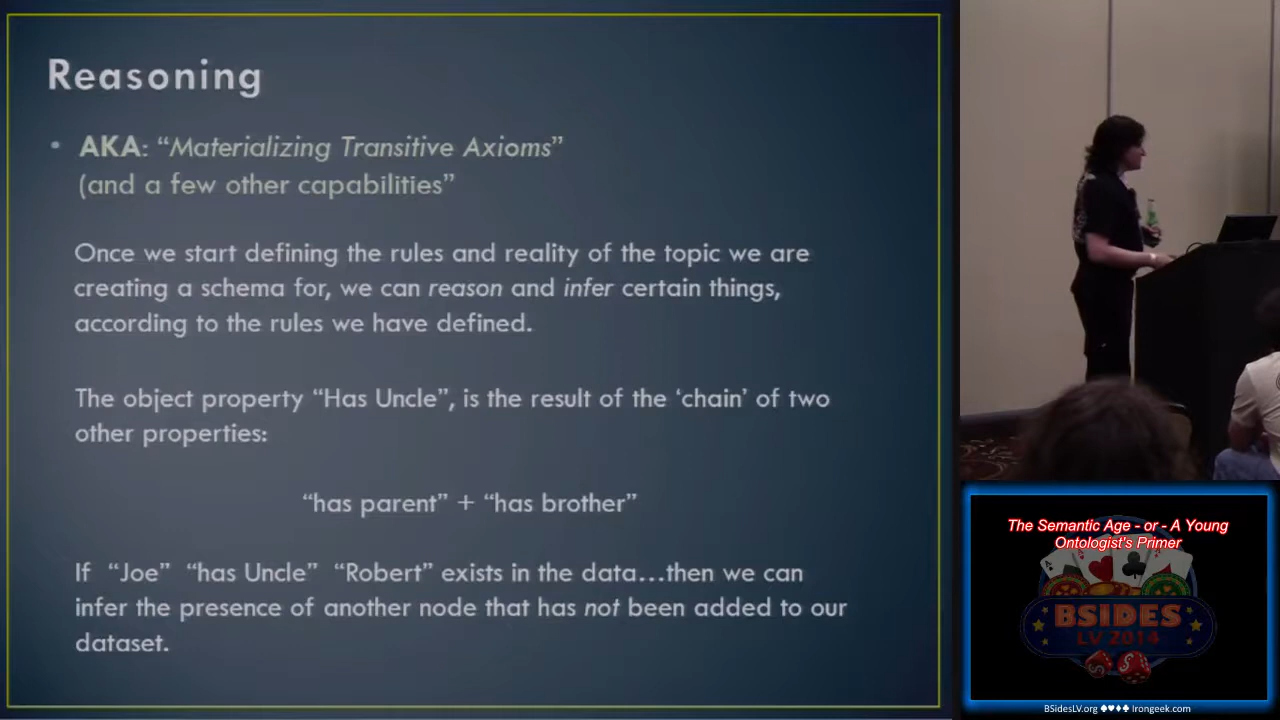 Reasoning
• AKA: “Materializing Transitive Axioms”
(and a few other capabilities”
Once we start defining the rules and reality of the topic we are
creating a schema for, we can reason and infer certain things,
according to the rules we have defined.
The object property “Has Uncle”, is the result of the ‘chain’ of two
other properties:
“has parent” + “has brother”
If “Joe” “has Uncle” “Robert” exists in the data…then we can
infer the presence of another node that has not been added to our
dataset.
The Semantic Age - or - A Young
Ontologist's Primer
BSIDES
LV 2014
BSidesLV.org ♣♥♠♦ Irongeek.com